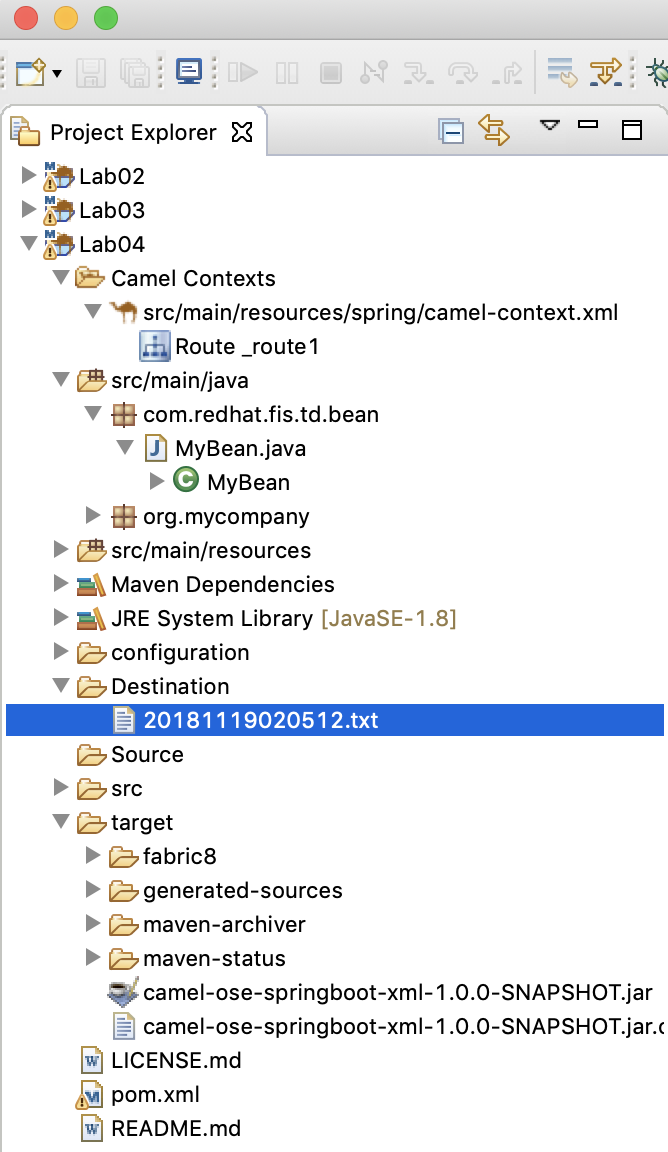 Project Explorer
Lab02
Lab03
Lab04
Camel Contexts
src/main/resources/spring/camel-context.xml
Route _route1
src/main/java
com.redhat.fis.td.bean
MyBean.java
MyBean
org.mycompany
src/main/resources
Maven Dependencies
JRE System Library [JavaSE-1.8]
configuration
Destination
20181119020512.txt
Source
src
target
fabric8
generated-sources
maven-archiver
maven-status
camel-ose-springboot-xml-1.0.0-SNAPSHOT.jar
camel-ose-springboot-xml-1.0.0-SNAPSHOT.jar.o
LICENSE.md
pom.xml
README.md